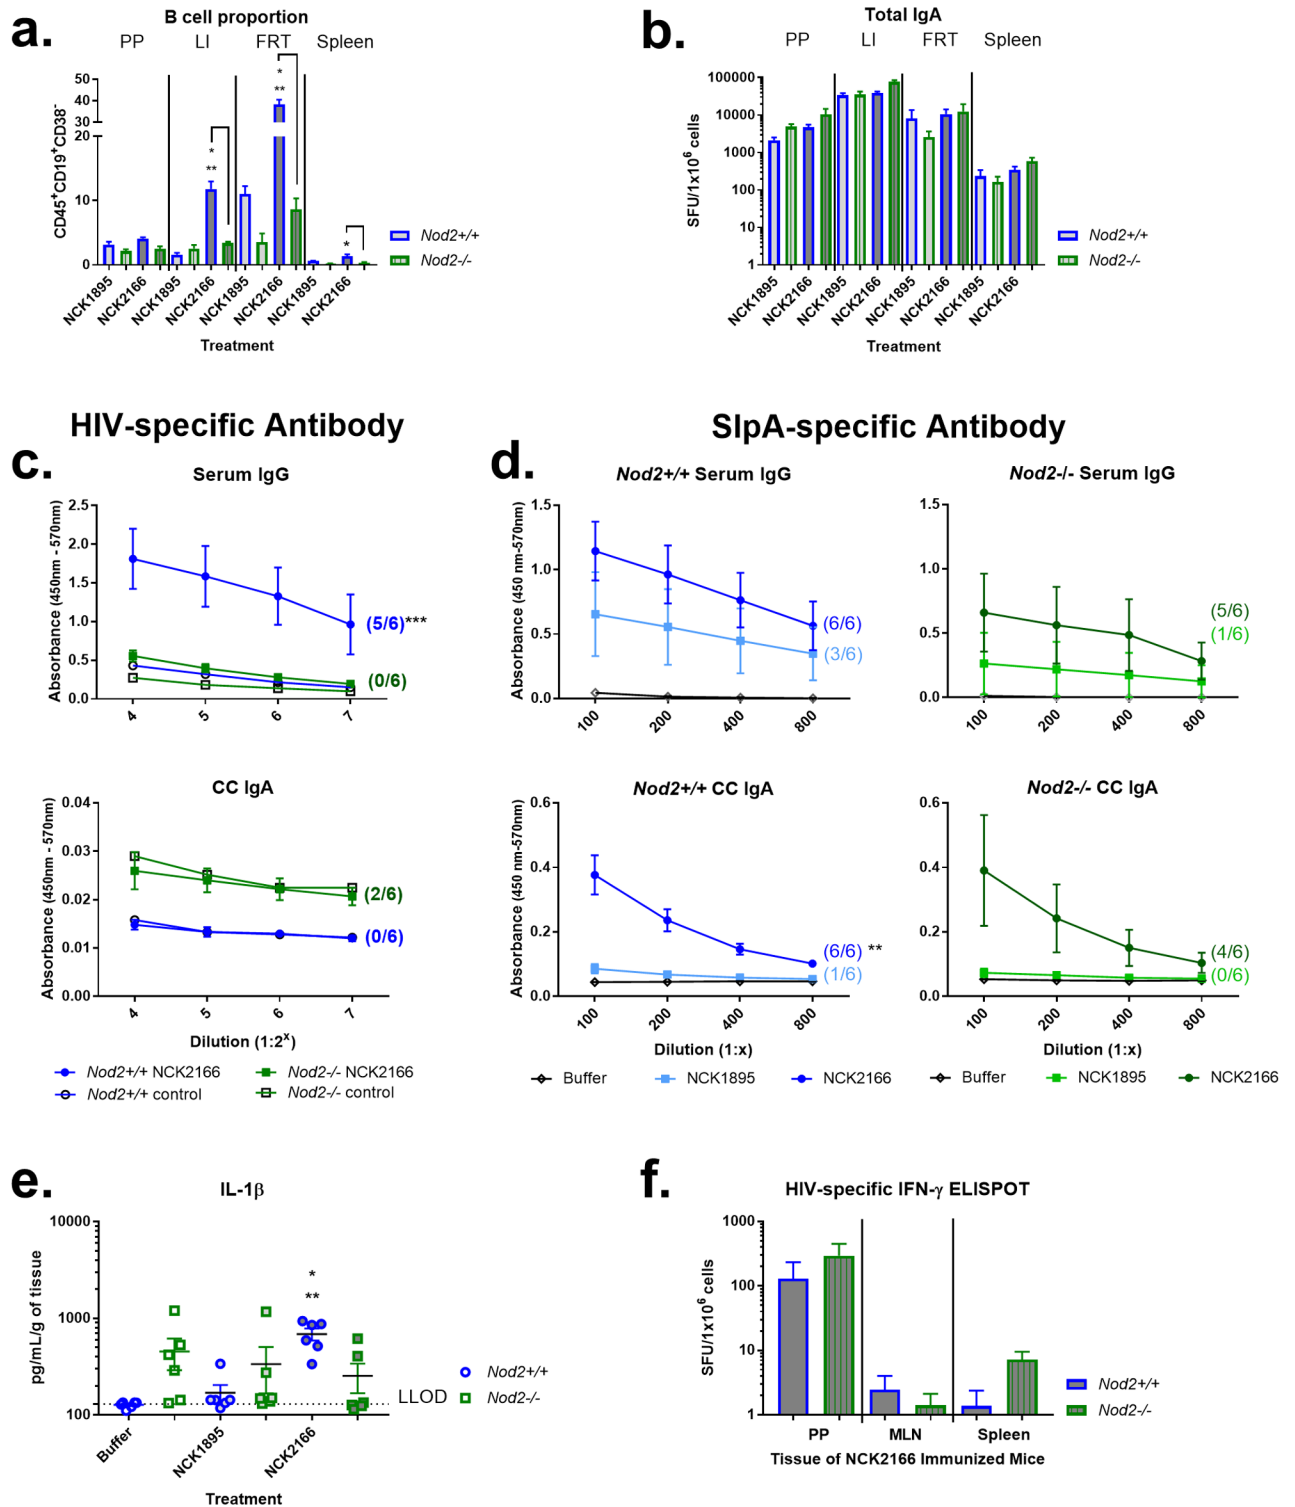 a.
B cell proportion
PP LI FRT Spleen
CD45+CD19+CD38-
50
40
30
20
10
0
* **
* **
*
NCK1895 NCK2166 NCK1895 NCK2166 NCK1895 NCK2166 NCK1895 NCK2166
Treatment
Nod2+/+
Nod2-/-
b.
Total IgA
PP LI FRT Spleen
SFU/1x10^6 cells
100000
10000
1000
100
10
1
NCK1895 NCK2166 NCK1895 NCK2166 NCK1895 NCK2166 NCK1895 NCK2166
Treatment
Nod2+/+
Nod2-/-
HIV-specific Antibody
c.
Serum IgG
Absorbance (450nm - 570nm)
2.5
2.0
1.5
1.0
0.5
0.0
(5/6)***
(0/6)
4 5 6 7
CC IgA
Absorbance (450nm - 570nm)
0.04
0.03
0.02
0.01
0.00
(2/6)
(0/6)
4 5 6 7
Dilution (1:2^x)
Nod2+/+ NCK2166 Nod2-/- NCK2166
Nod2+/+ control Nod2-/- control
SlpA-specific Antibody
d.
Nod2+/+ Serum IgG
Absorbance (450 nm-570nm)
1.5
1.0
0.5
0.0
(6/6)
(3/6)
100 200 400 800
Nod2-/- Serum IgG
1.5
1.0
0.5
0.0
(5/6)
(1/6)
100 200 400 800
Nod2+/+ CC IgA
Absorbance (450 nm-570nm)
0.6
0.4
0.2
0.0
(6/6) **
(1/6)
100 200 400 800
Dilution (1:x)
Buffer NCK1895 NCK2166
Nod2-/- CC IgA
0.6
0.4
0.2
0.0
(4/6)
(0/6)
100 200 400 800
Dilution (1:x)
Buffer NCK1895 NCK2166
e.
IL-1β
pg/mL/g of tissue
10000
1000
100
*
**
LLOD
Buffer NCK1895 NCK2166
Treatment
Nod2+/+
Nod2-/-
f.
HIV-specific IFN-γ ELISPOT
SFU/1x10^6 cells
1000
100
10
1
PP MLN Spleen
Tissue of NCK2166 Immunized Mice
Nod2+/+
Nod2-/-